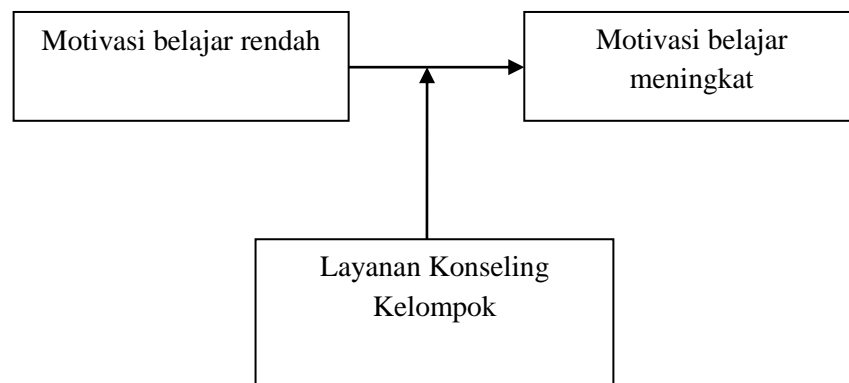 Motivasi belajar rendah
Motivasi belajar
meningkat
Layanan Konseling
Kelompok